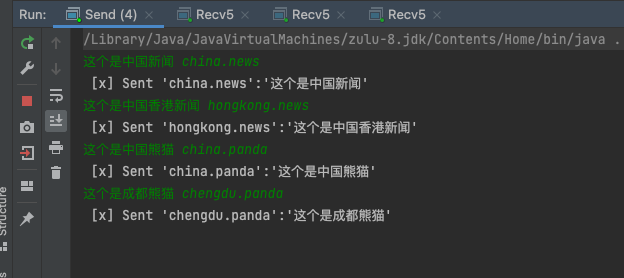 Run: Send (4) Recv5 Recv5 Recv5
/Library/Java/JavaVirtualMachines/zulu-8.jdk/Contents/Home/bin/java .
这个是中国新闻 china.news
[x] Sent 'china.news':'这个是中国新闻'
这个是中国香港新闻 hongkong.news
[x] Sent 'hongkong.news':'这个是中国香港新闻'
这个是中国熊猫 china.panda
[x] Sent 'china.panda':'这个是中国熊猫'
这个是成都熊猫 chengdu.panda
[x] Sent 'chengdu.panda':'这个是成都熊猫'
Structure